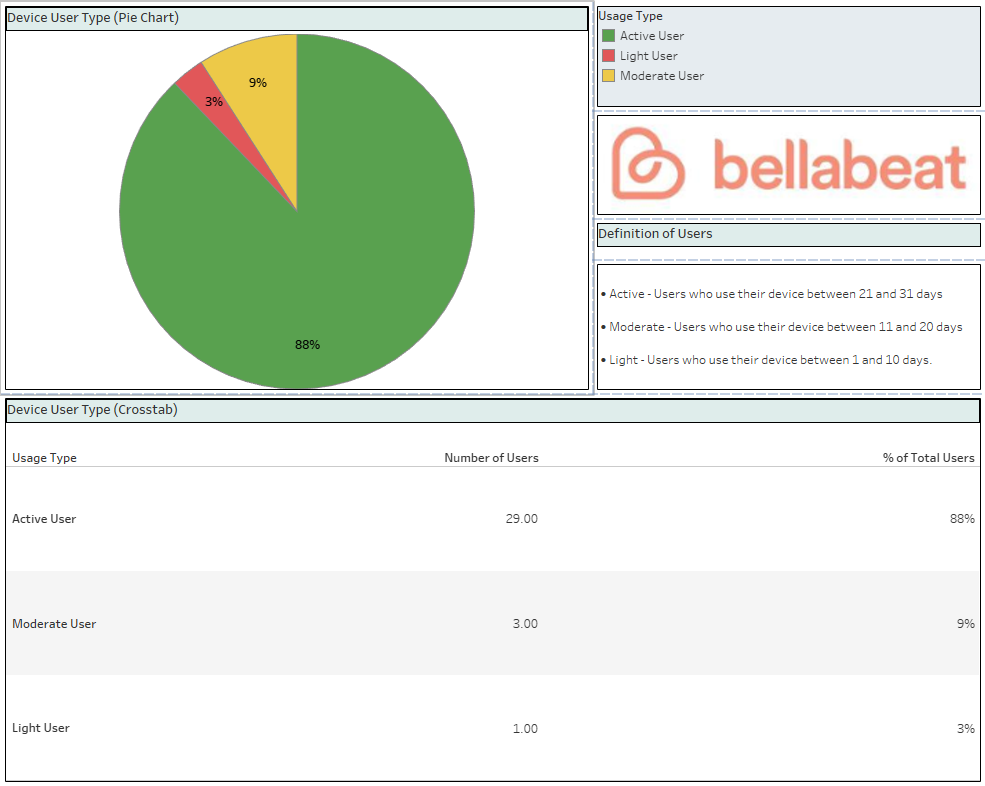 Device User Type (Pie Chart)
9%
3%
88%
Usage Type
Active User
Light User
Moderate User
bellabeat
Definition of Users
• Active - Users who use their device between 21 and 31 days
• Moderate - Users who use their device between 11 and 20 days
• Light - Users who use their device between 1 and 10 days.
Device User Type (Crosstab)
Usage Type Number of Users % of Total Users
Active User 29.00 88%
Moderate User 3.00 9%
Light User 1.00 3%